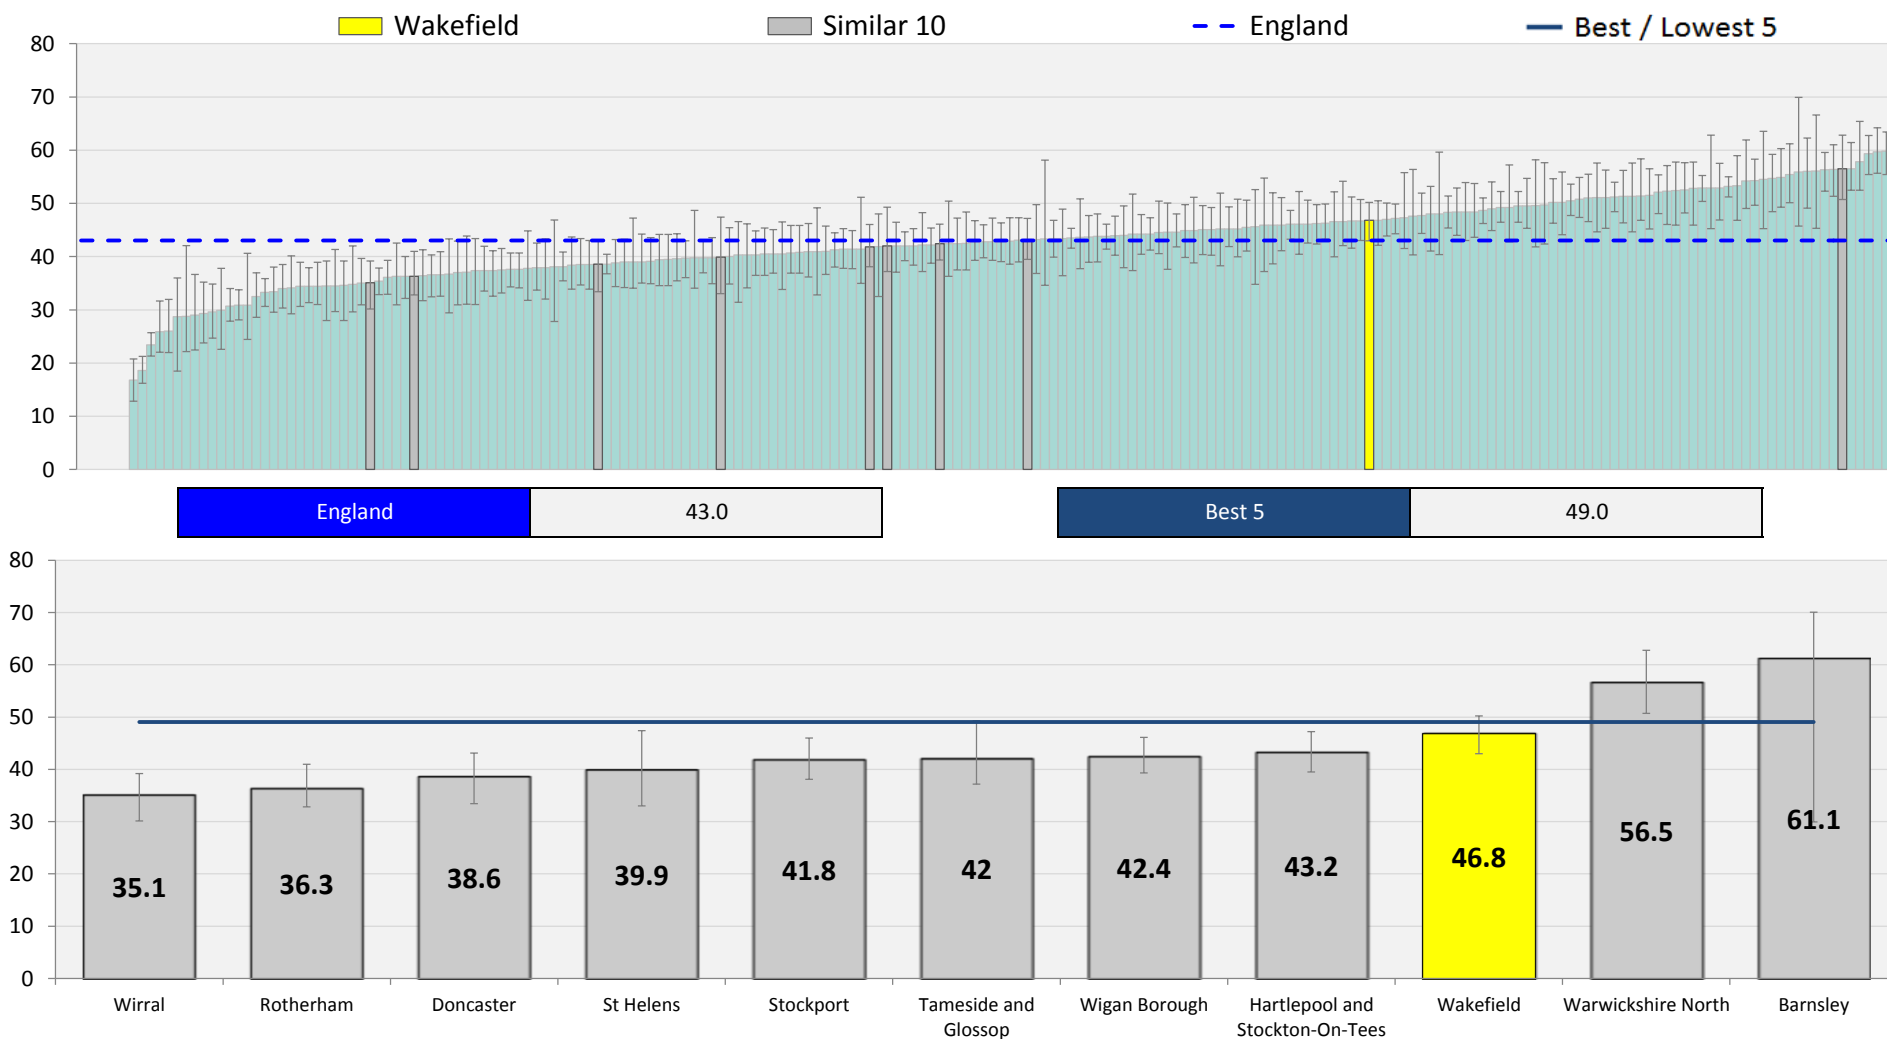 Wakefield
Similar 10
England
Best / Lowest 5
80
70
60
50
40
30
20
10
0
England
43.0
Best 5
49.0
80
70
60
50
40
30
20
10
0
35.1
36.3
38.6
39.9
41.8
42
42.4
43.2
46.8
56.5
61.1
Wirral
Rotherham
Doncaster
St Helens
Stockport
Tameside and
Glossop
Wigan Borough
Hartlepool and
Stockton-On-Tees
Wakefield
Warwickshire North
Barnsley